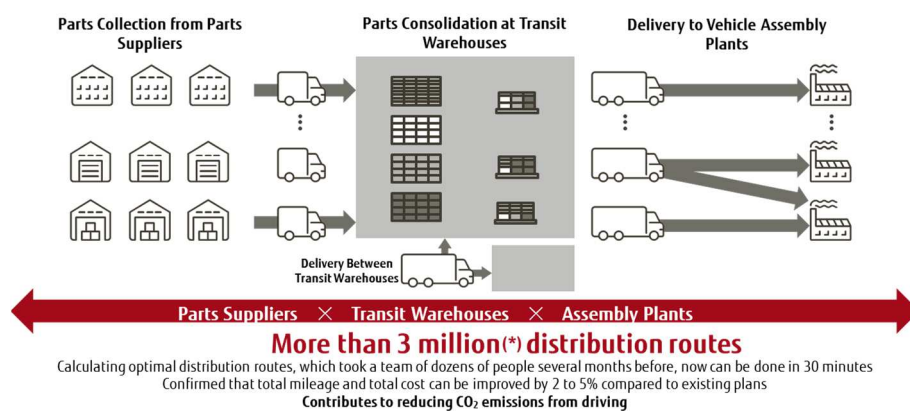 Parts Collection from Parts
Suppliers
Parts Consolidation at Transit
Warehouses
Delivery to Vehicle Assembly
Plants
Delivery Between
Transit Warehouses
Parts Suppliers × Transit Warehouses × Assembly Plants
More than 3 million(*) distribution routes
Calculating optimal distribution routes, which took a team of dozens of people several months before, now can be done in 30 minutes
Confirmed that total mileage and total cost can be improved by 2 to 5% compared to existing plans
Contributes to reducing CO₂ emissions from driving